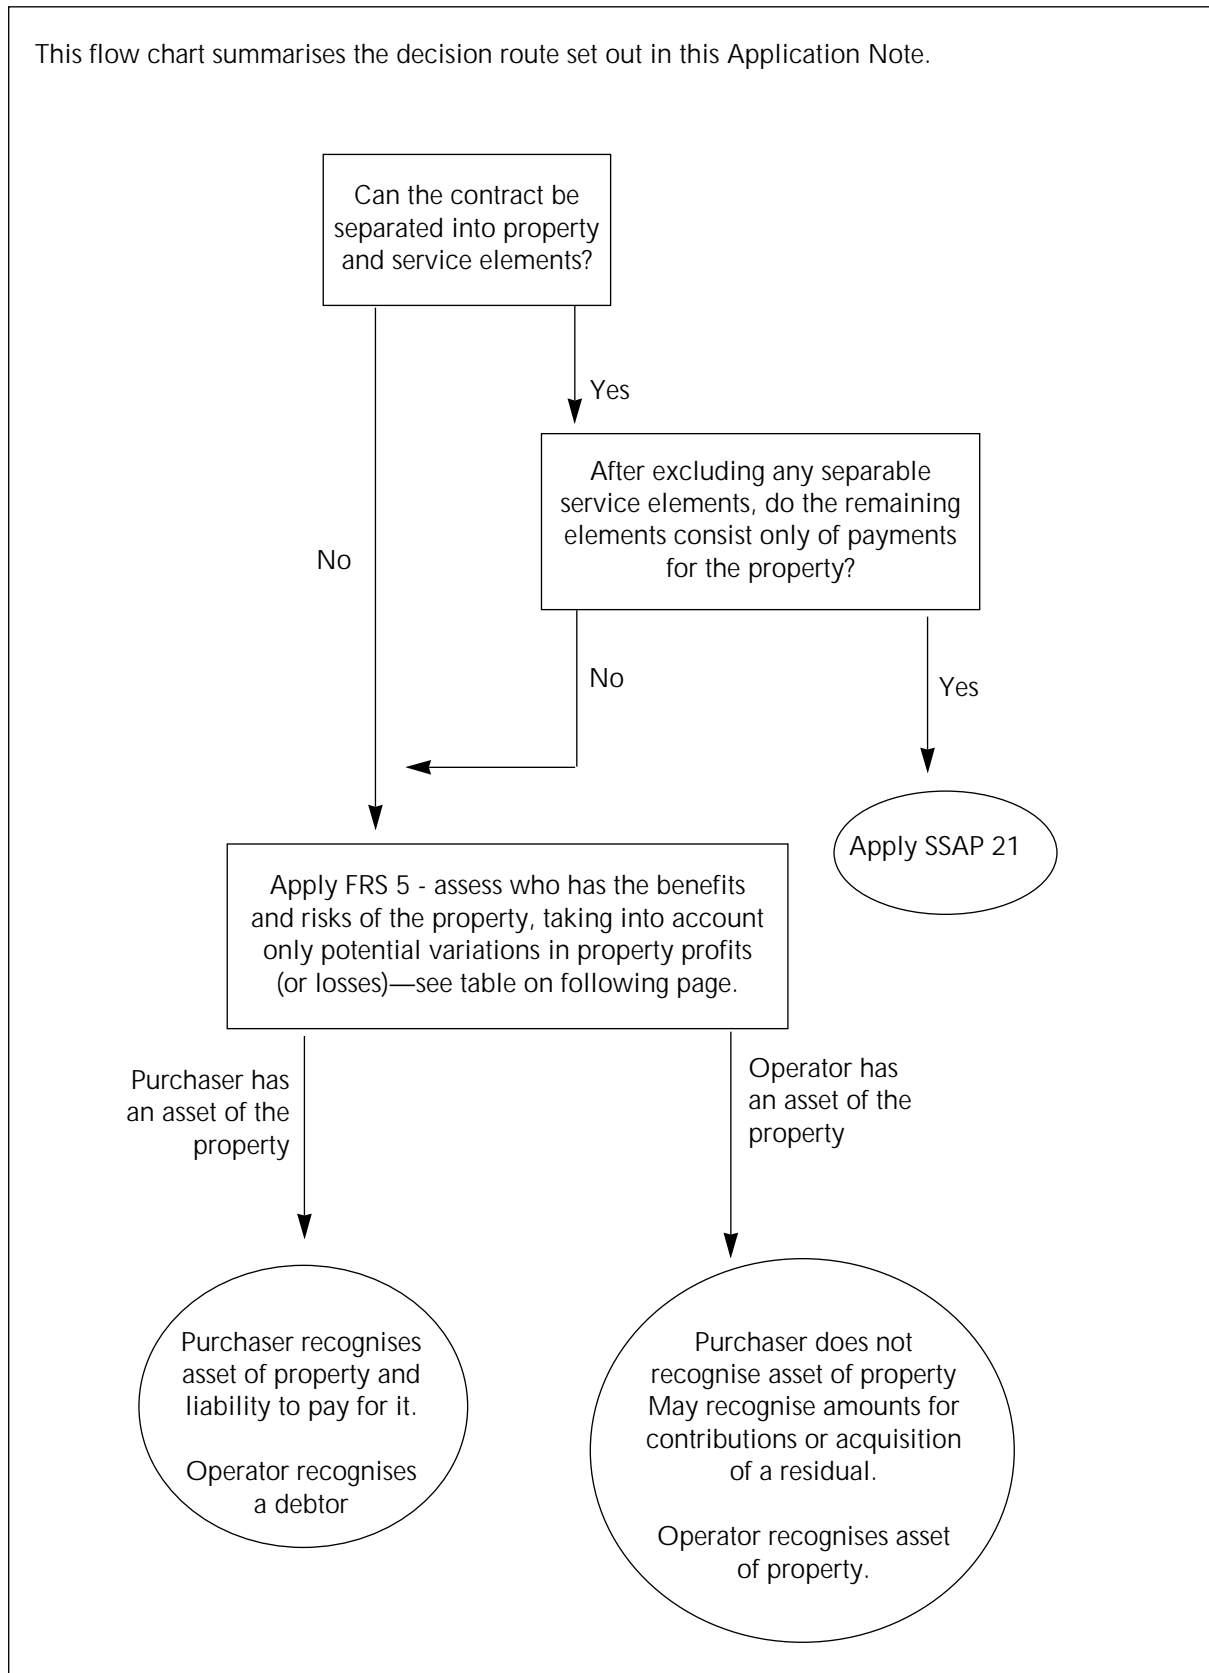 This flow chart summarises the decision route set out in this Application Note.
Can the contract be
separated into property
and service elements?
Yes
After excluding any separable
service elements, do the remaining
elements consist only of payments
for the property?
No
No
Yes
Apply SSAP 21
Apply FRS 5 - assess who has the benefits
and risks of the property, taking into account
only potential variations in property profits
(or losses)—see table on following page.
Purchaser has
an asset of the
property
Operator has
an asset of the
property
Purchaser recognises
asset of property and
liability to pay for it.
Operator recognises
a debtor
Purchaser does not
recognise asset of property
May recognise amounts for
contributions or acquisition
of a residual.
Operator recognises asset
of property.